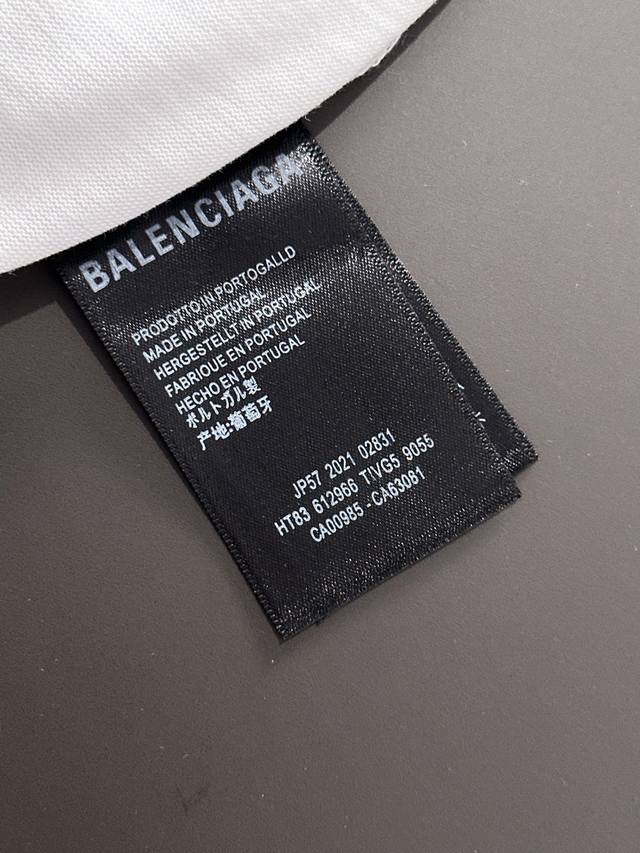 BALENCIAGA
PRODOTTO IN PORTOGALLD
MADE IN PORTUGAL
HERGESTELLT IN PORTUGAL
FABRIQUE EN PORTUGAL
HECHO EN PORTUGAL
ポルトガル製
产地:葡萄牙
JP57 2021 02831
HT83 612966 TIVG5 9055
CA00985 - CA63081